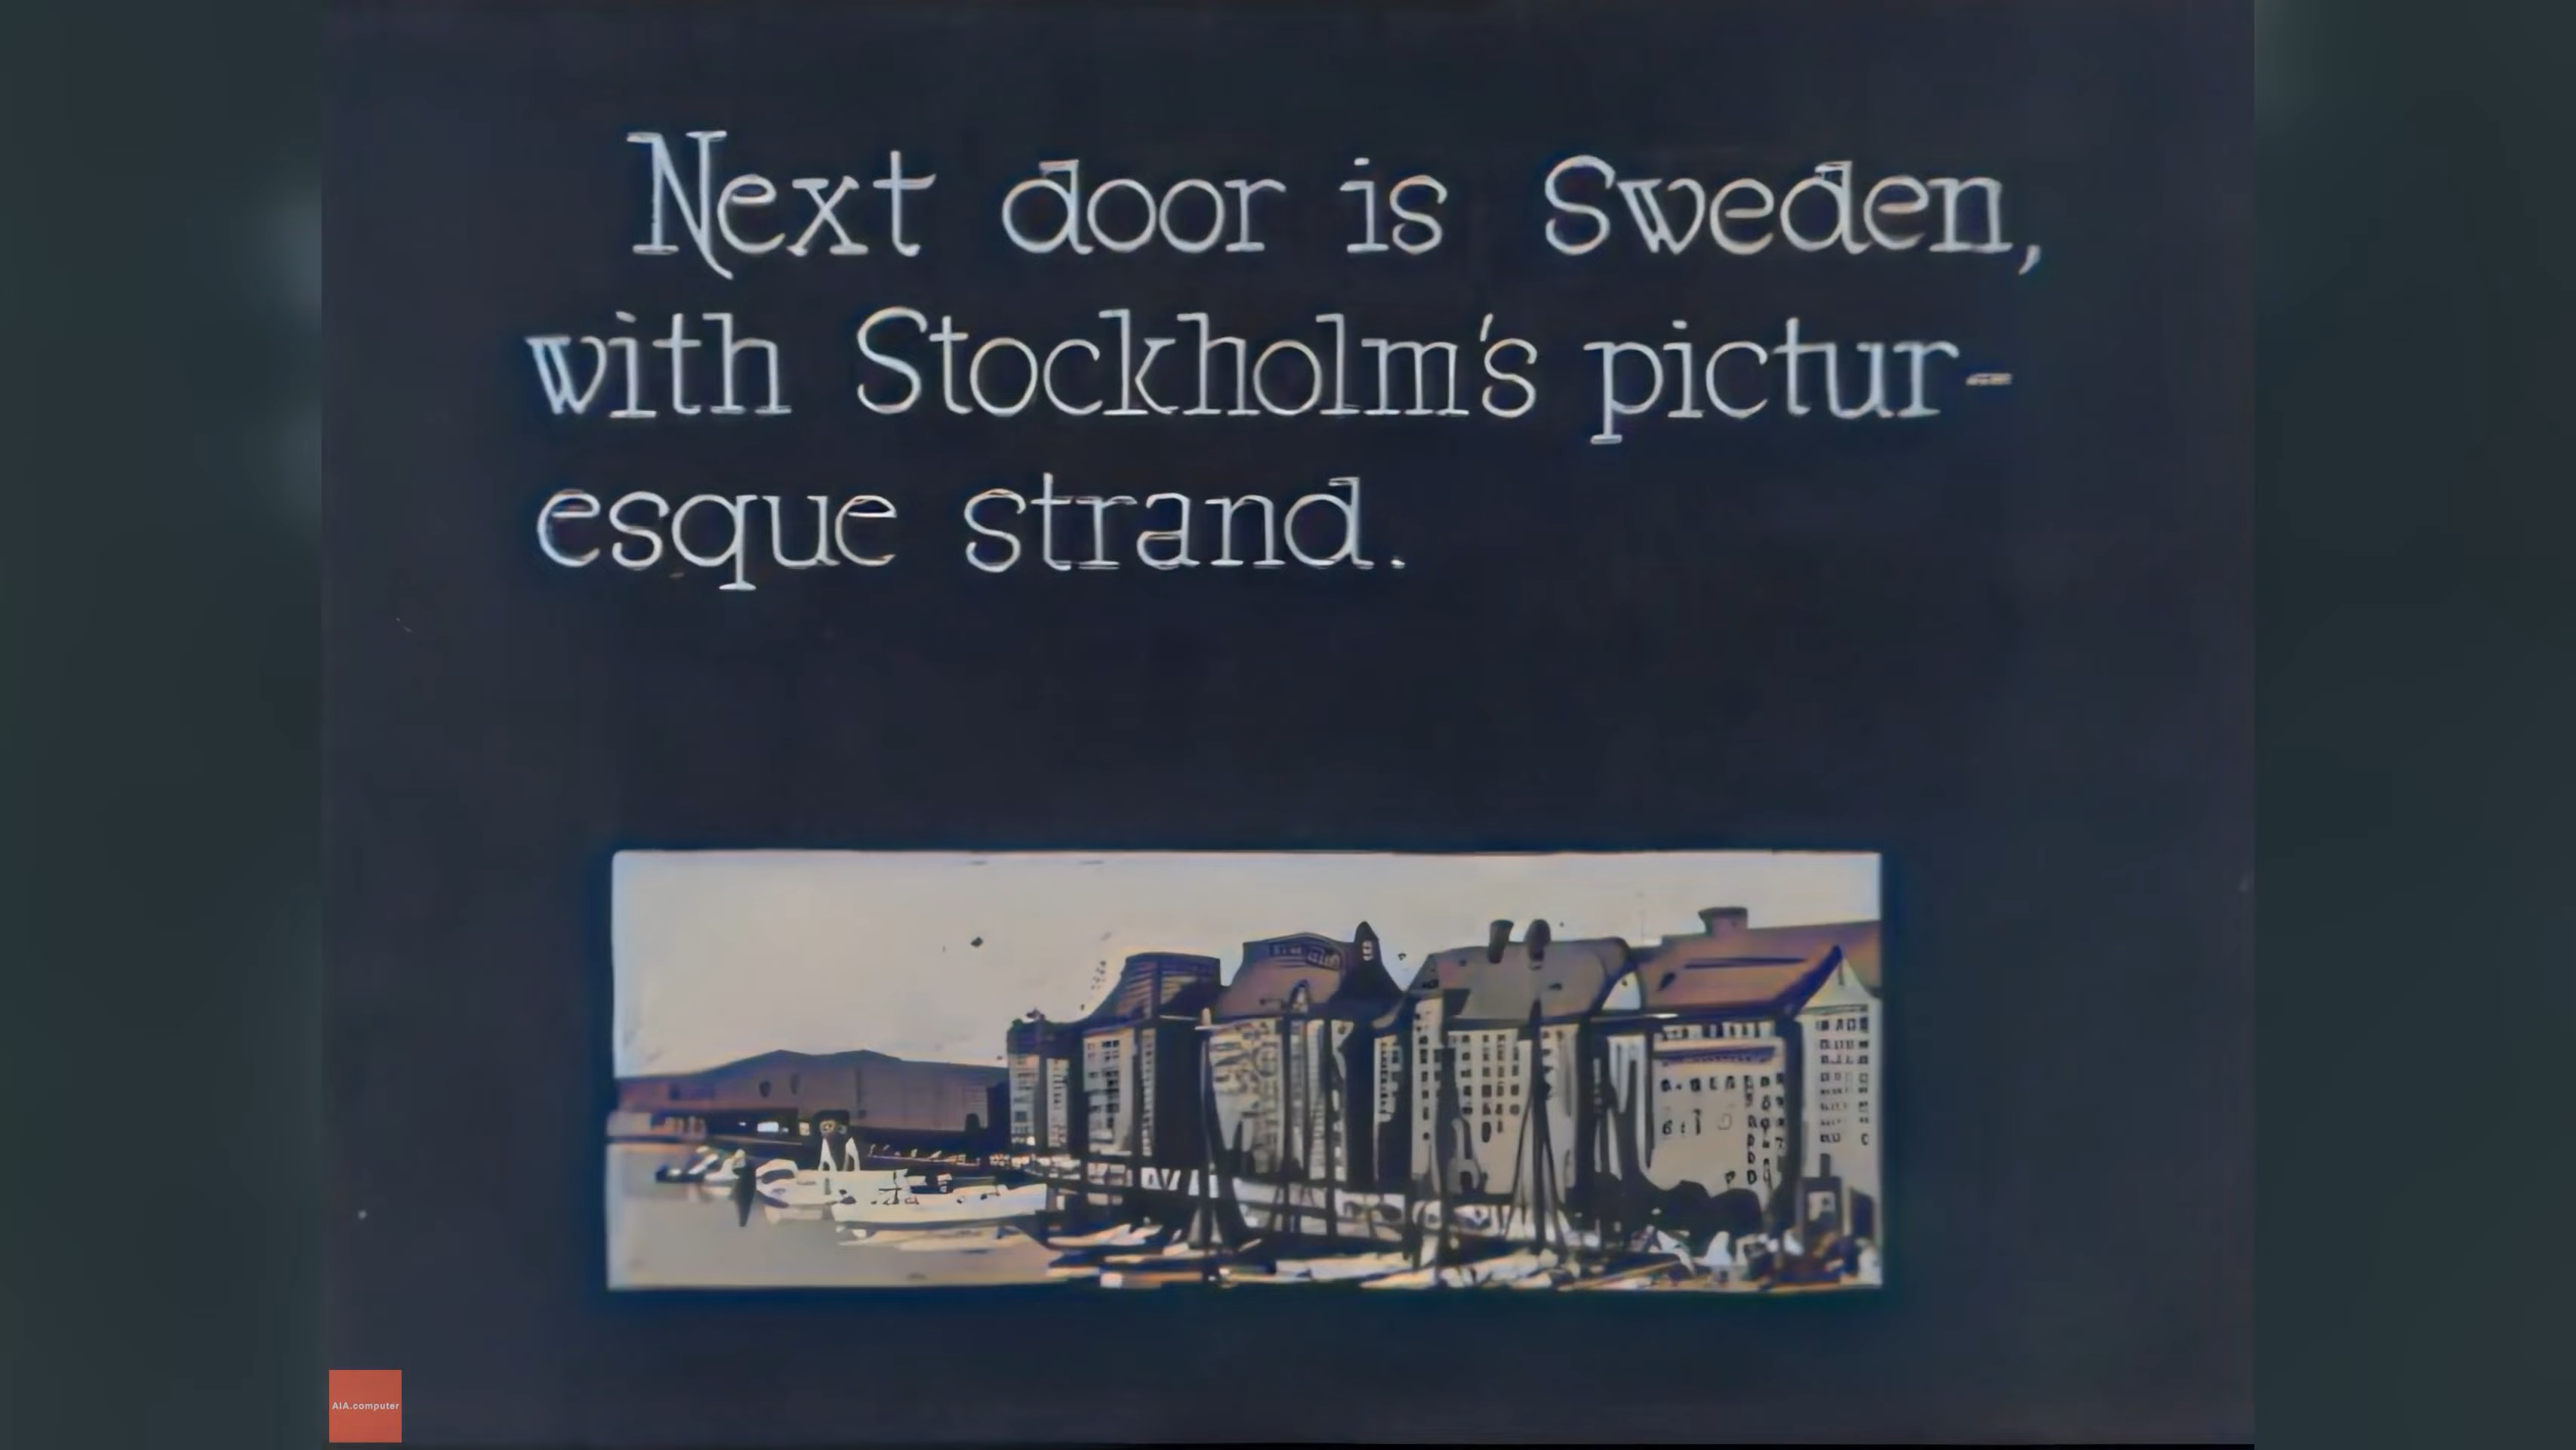 Next door is Sweden,
with Stockholm's pictur-
esque strand.
AIA.computer